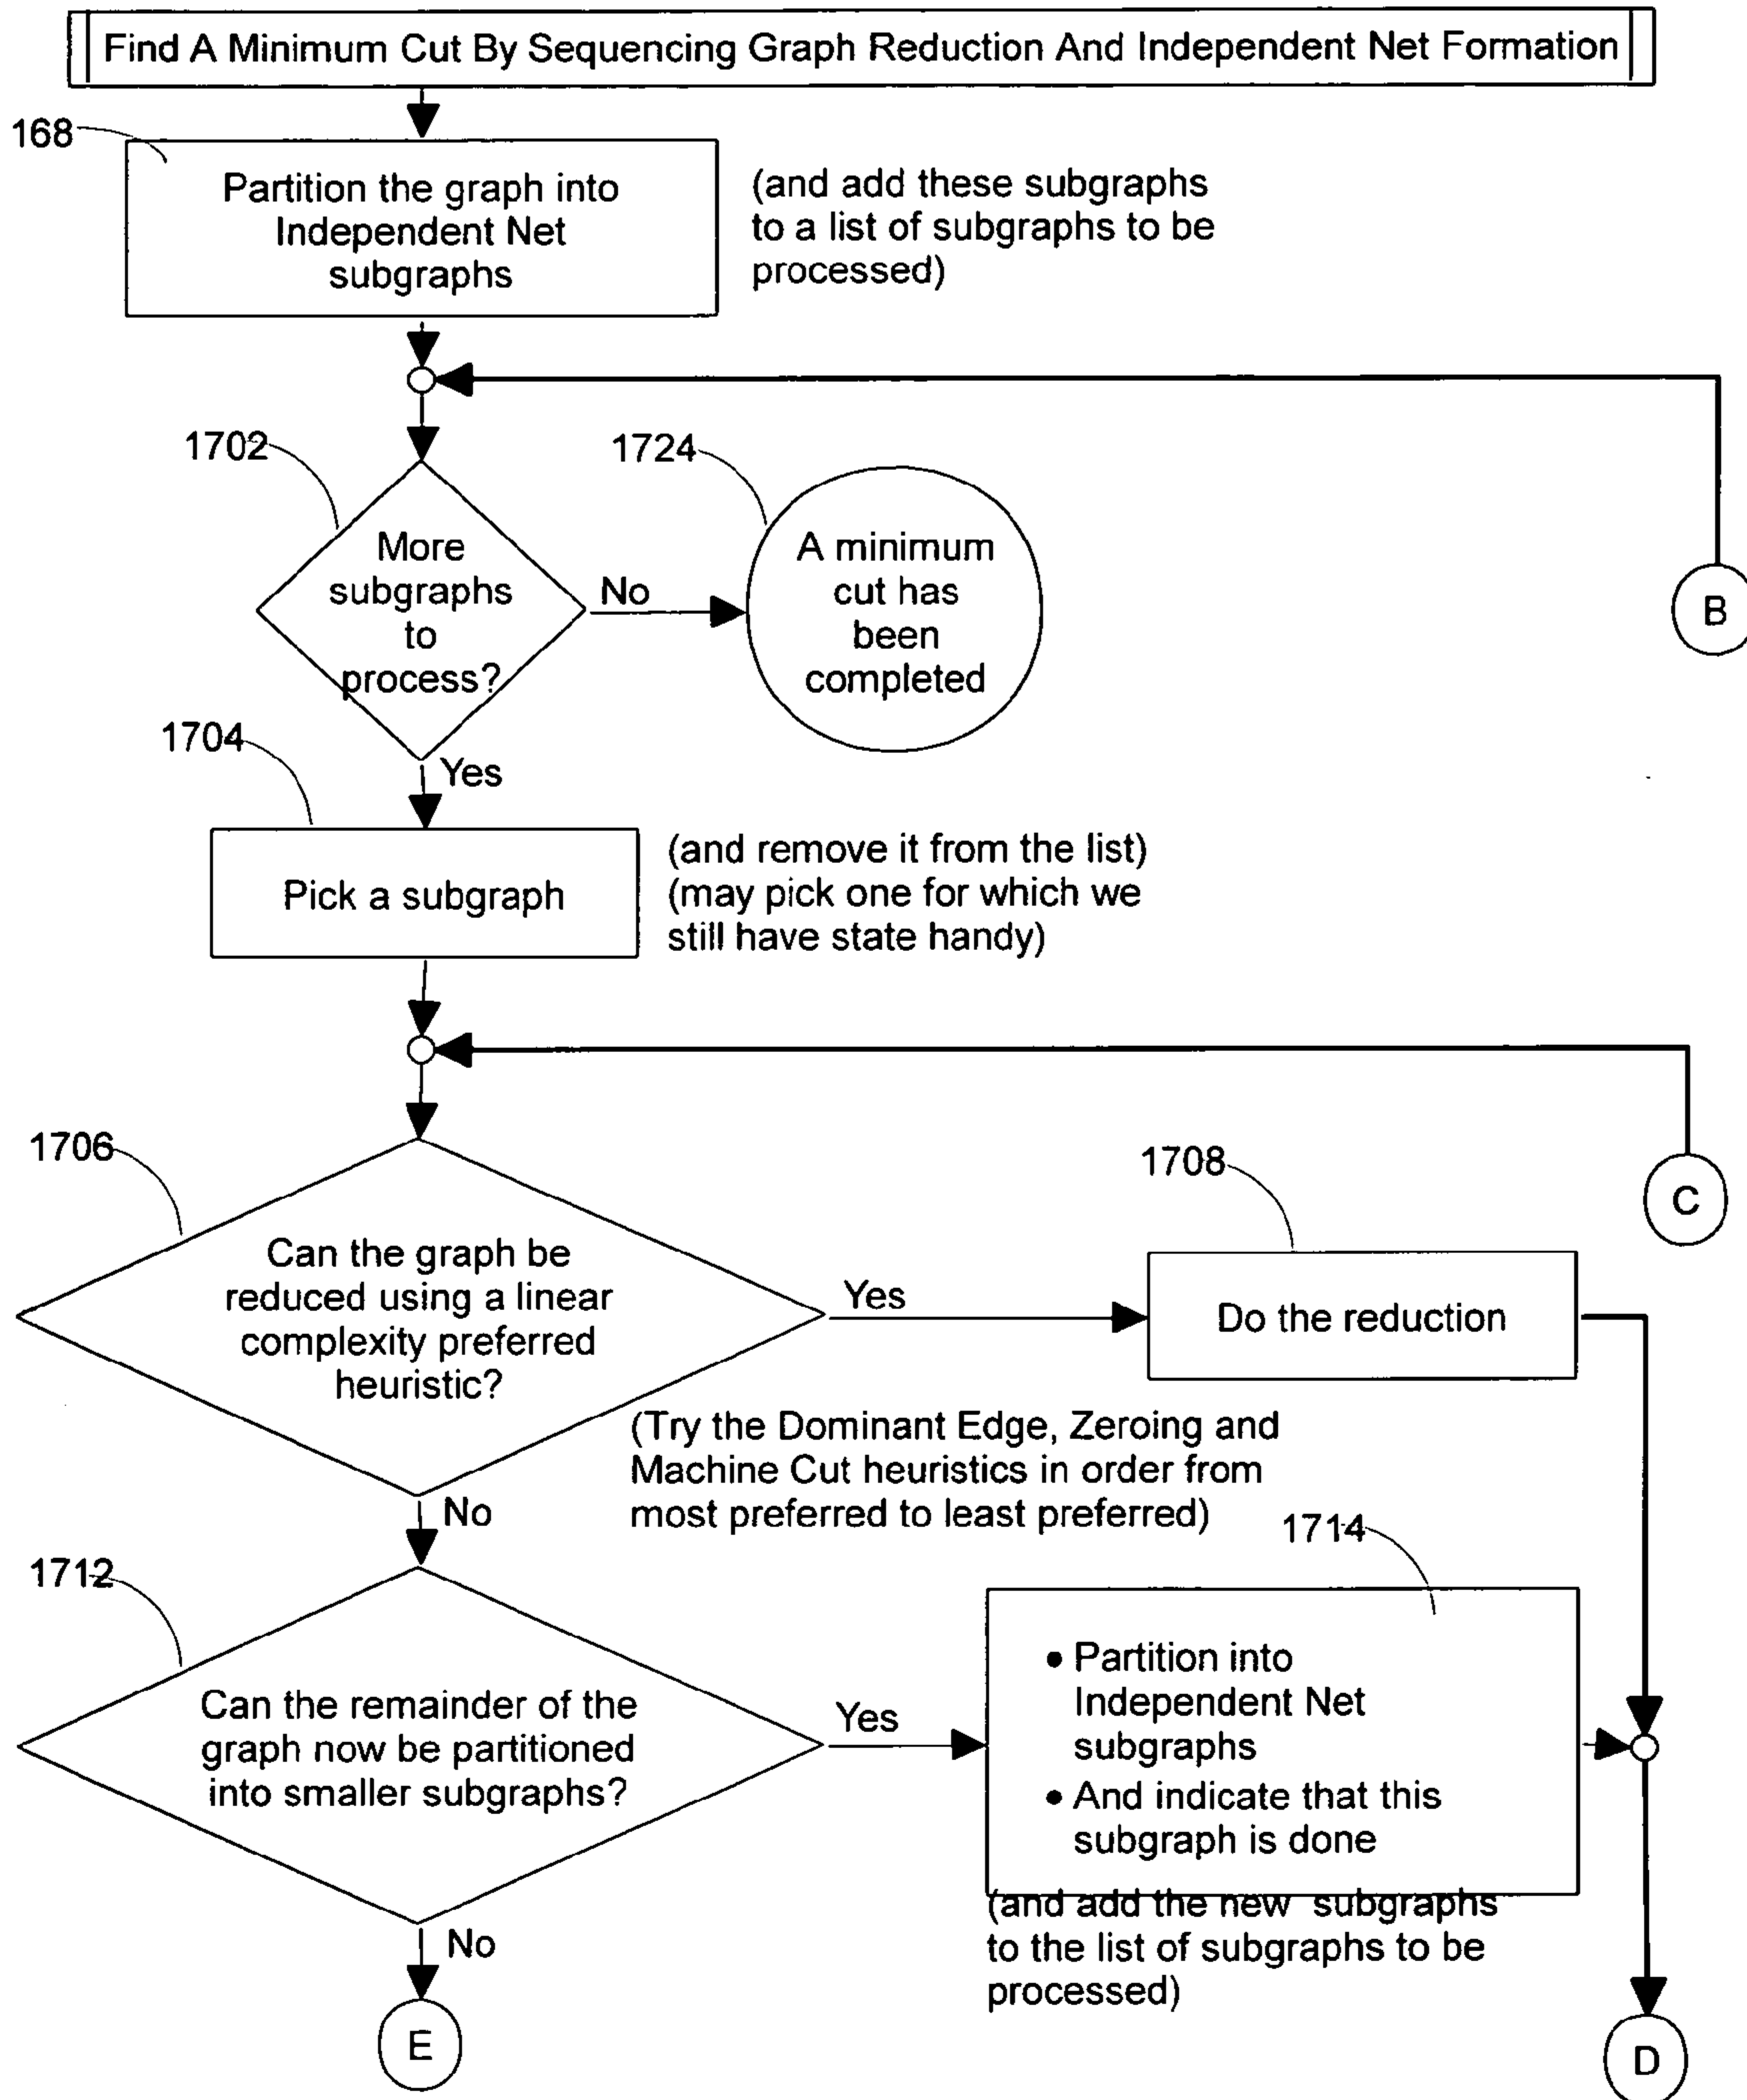 Find A Minimum Cut By Sequencing Graph Reduction And Independent Net Formation
168
Partition the graph into
Independent Net
subgraphs
(and add these subgraphs
to a list of subgraphs to be
processed)
1702
1724
More
subgraphs
to
process?
No
A minimum
cut has
been
completed
B
1704
Yes
Pick a subgraph
(and remove it from the list)
(may pick one for which we
still have state handy)
1706
1708
C
Can the graph be
reduced using a linear
complexity preferred
heuristic?
Yes
Do the reduction
(Try the Dominant Edge, Zeroing and
Machine Cut heuristics in order from
most preferred to least preferred)
No
1712
1714
Can the remainder of the
graph now be partitioned
into smaller subgraphs?
Yes
• Partition into
Independent Net
subgraphs
• And indicate that this
subgraph is done
(and add the new subgraphs
to the list of subgraphs to be
processed)
No
E
D